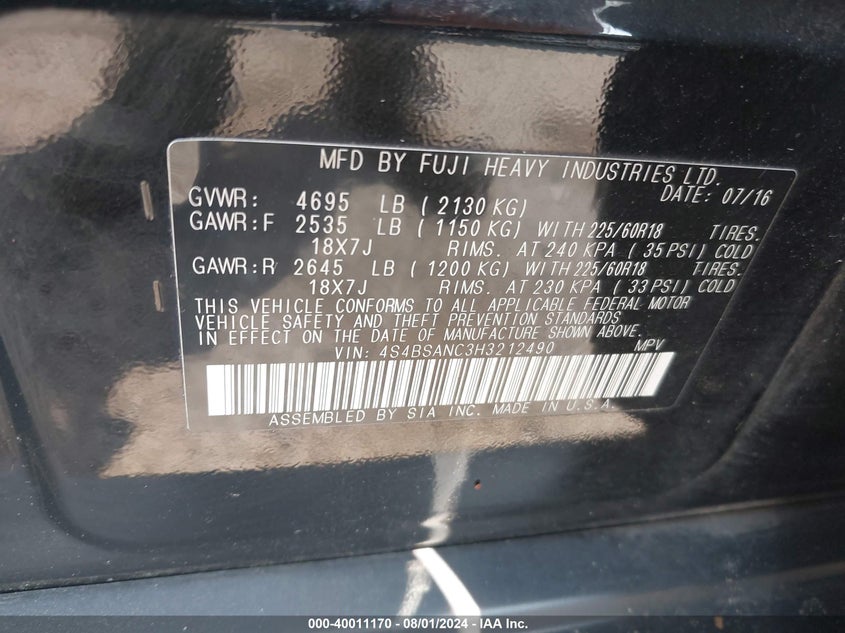 MFD BY FUJI HEAVY INDUSTRIES LTD.
DATE: 07/16
GVWR: 4695 LB ( 2130 KG)
GAWR:F 2535 LB ( 1150 KG) WITH 225/60R18 TIRES.
18X7J RIMS. AT 240 KPA ( 35 PSI) COLD
GAWR:R 2645 LB ( 1200 KG) WITH 225/60R18 TIRES.
18X7J RIMS. AT 230 KPA ( 33 PSI) COLD
THIS VEHICLE CONFORMS TO ALL APPLICABLE FEDERAL MOTOR
VEHICLE SAFETY AND THEFT PREVENTION STANDARDS
IN EFFECT ON THE DATE OF MANUFACTURE SHOWN ABOVE.
VIN: 4S4BSANC3H3212490 MPV
ASSEMBLED BY SIA INC. MADE IN U.S.A.
000-40011170 - 08/01/2024 - IAA Inc.